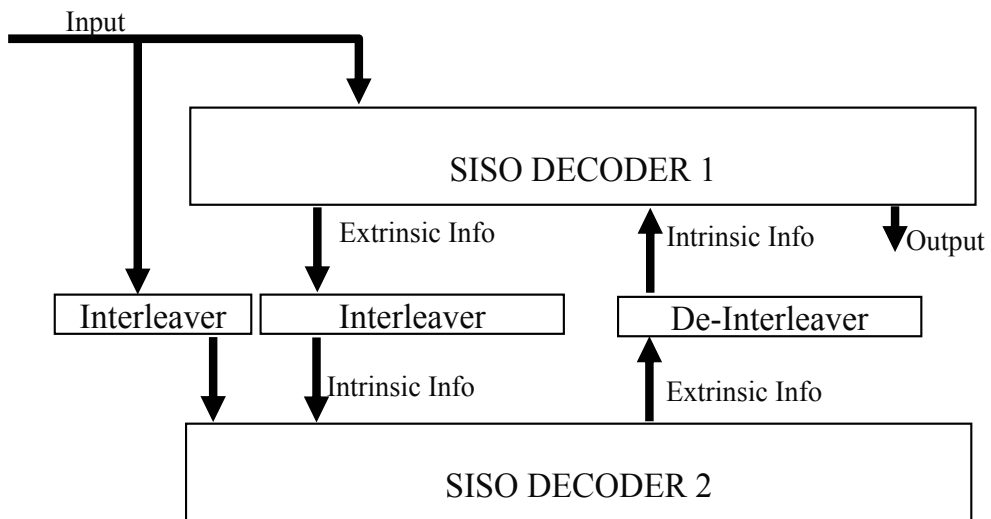 Input
SISO DECODER 1
Extrinsic Info
Intrinsic Info
Output
Interleaver
Interleaver
De-Interleaver
Intrinsic Info
Extrinsic Info
SISO DECODER 2